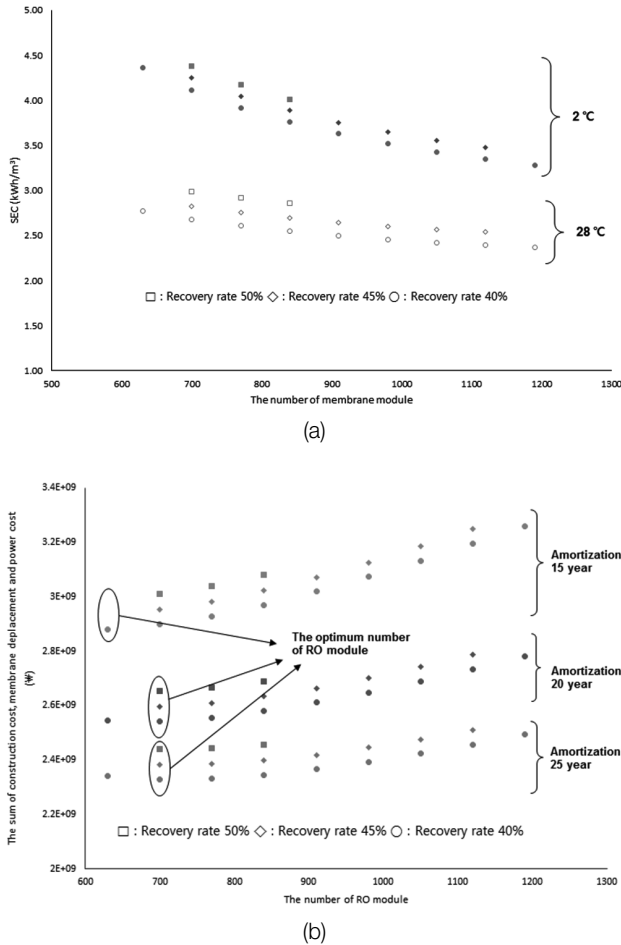 5.00
4.50
4.00
3.50
3.00
2.50
2.00
1.50
1.00
SEC (kWh/m³)
2 ℃
28 ℃
□ : Recovery rate 50% ◇ : Recovery rate 45% ○ : Recovery rate 40%
500 600 700 800 900 1000 1100 1200 1300
The number of membrane module
(a)
3.4E+09
3.2E+09
3E+09
2.8E+09
2.6E+09
2.4E+09
2.2E+09
2E+09
The sum of construction cost, membrane deplacement and power cost
(₩)
Amortization
15 year
The optimum number
of RO module
Amortization
20 year
Amortization
25 year
□ : Recovery rate 50% ◇ : Recovery rate 45% ○ : Recovery rate 40%
600 700 800 900 1000 1100 1200 1300
The number of RO module
(b)